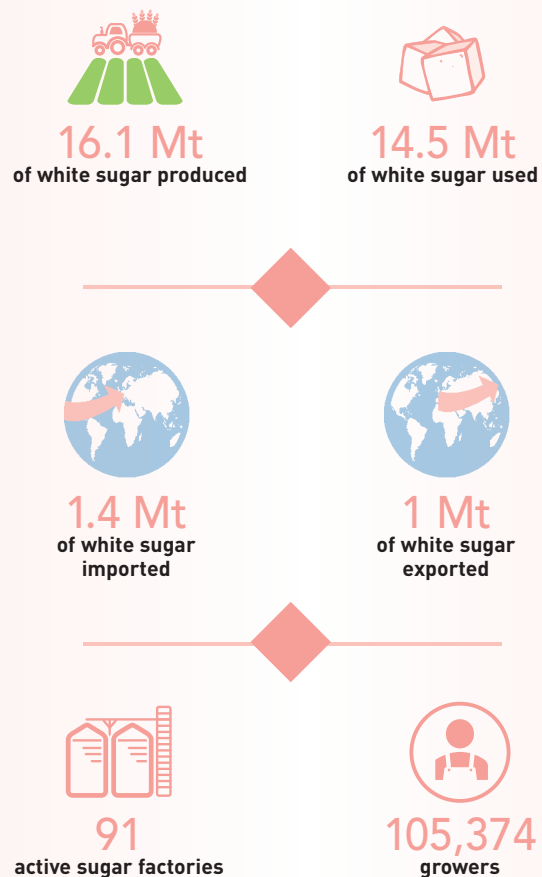 16.1 Mt
of white sugar produced
14.5 Mt
of white sugar used
1.4 Mt
of white sugar
imported
1 Mt
of white sugar
exported
91
active sugar factories
105,374
growers